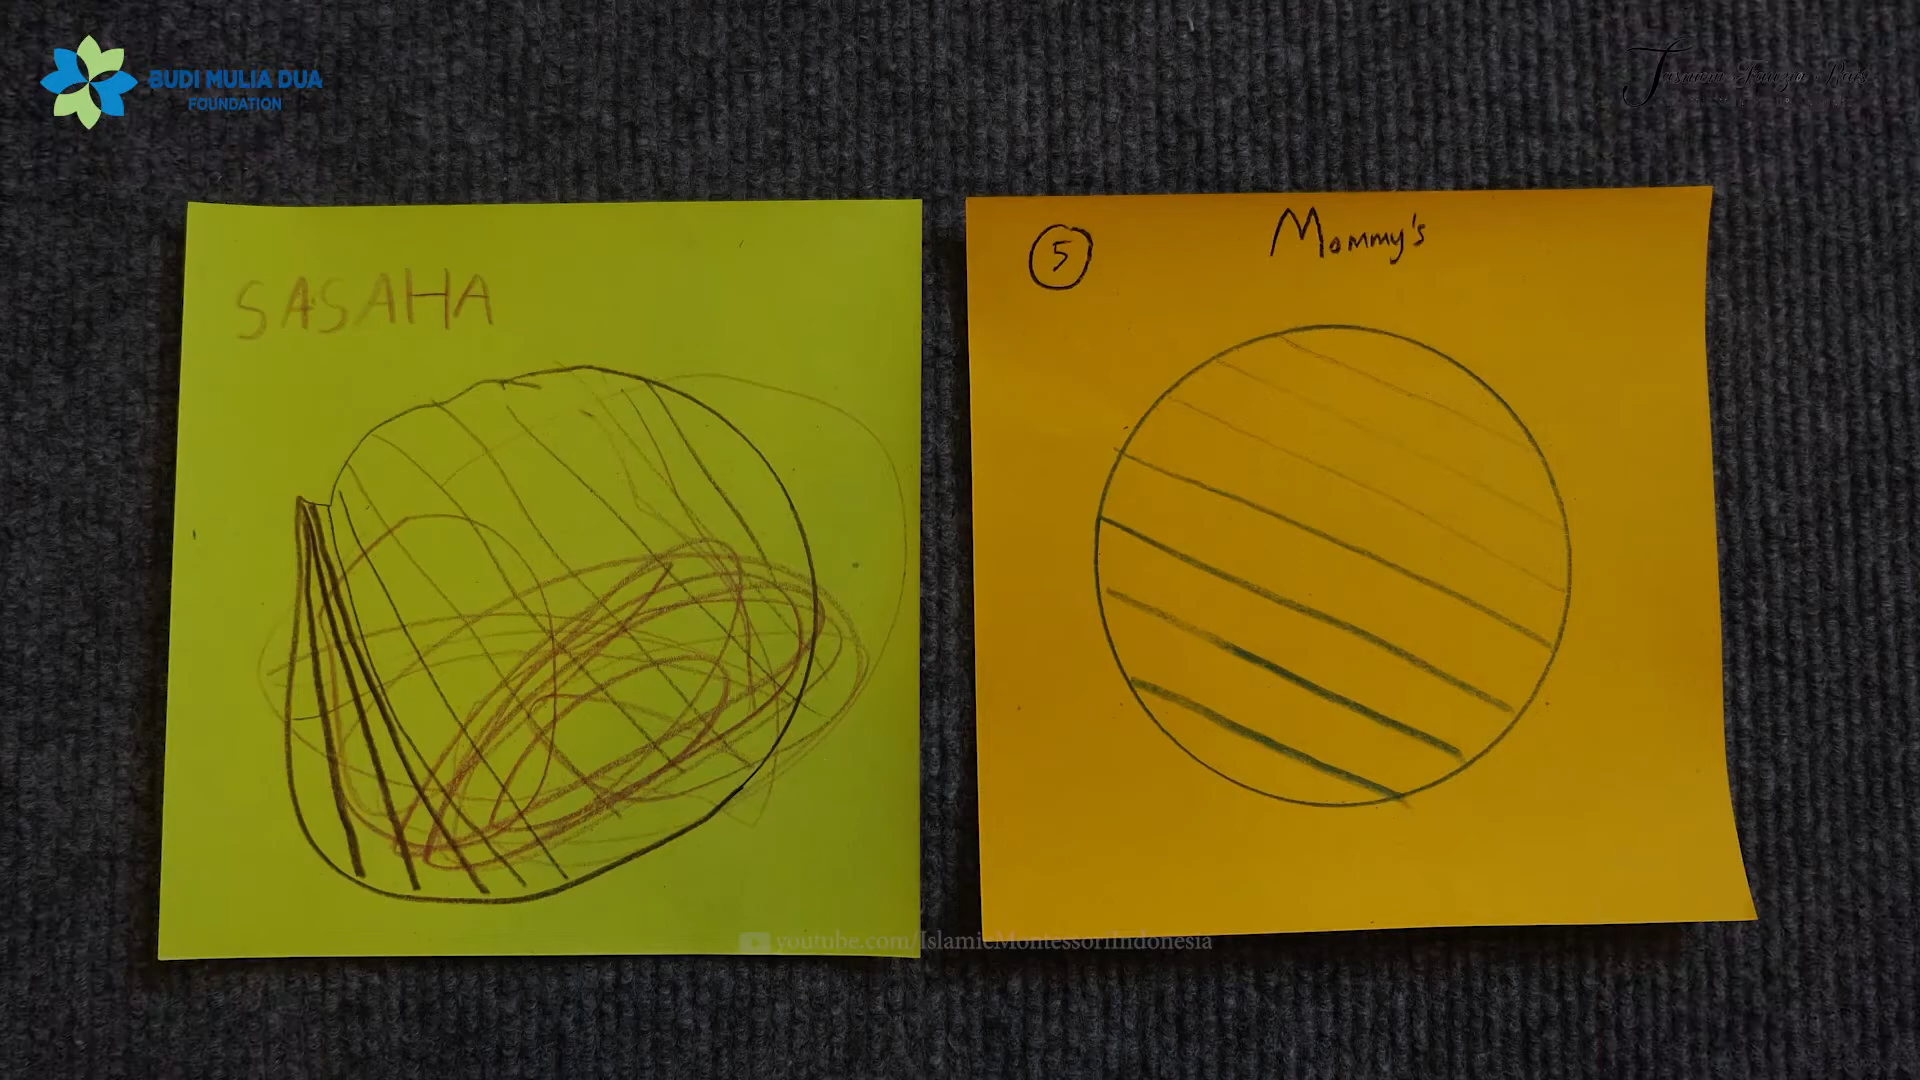 BUDI MULIA DUA
FOUNDATION
SASAHA
5
Mommy's
youtube.com/IslamicMontessoriIndonesia